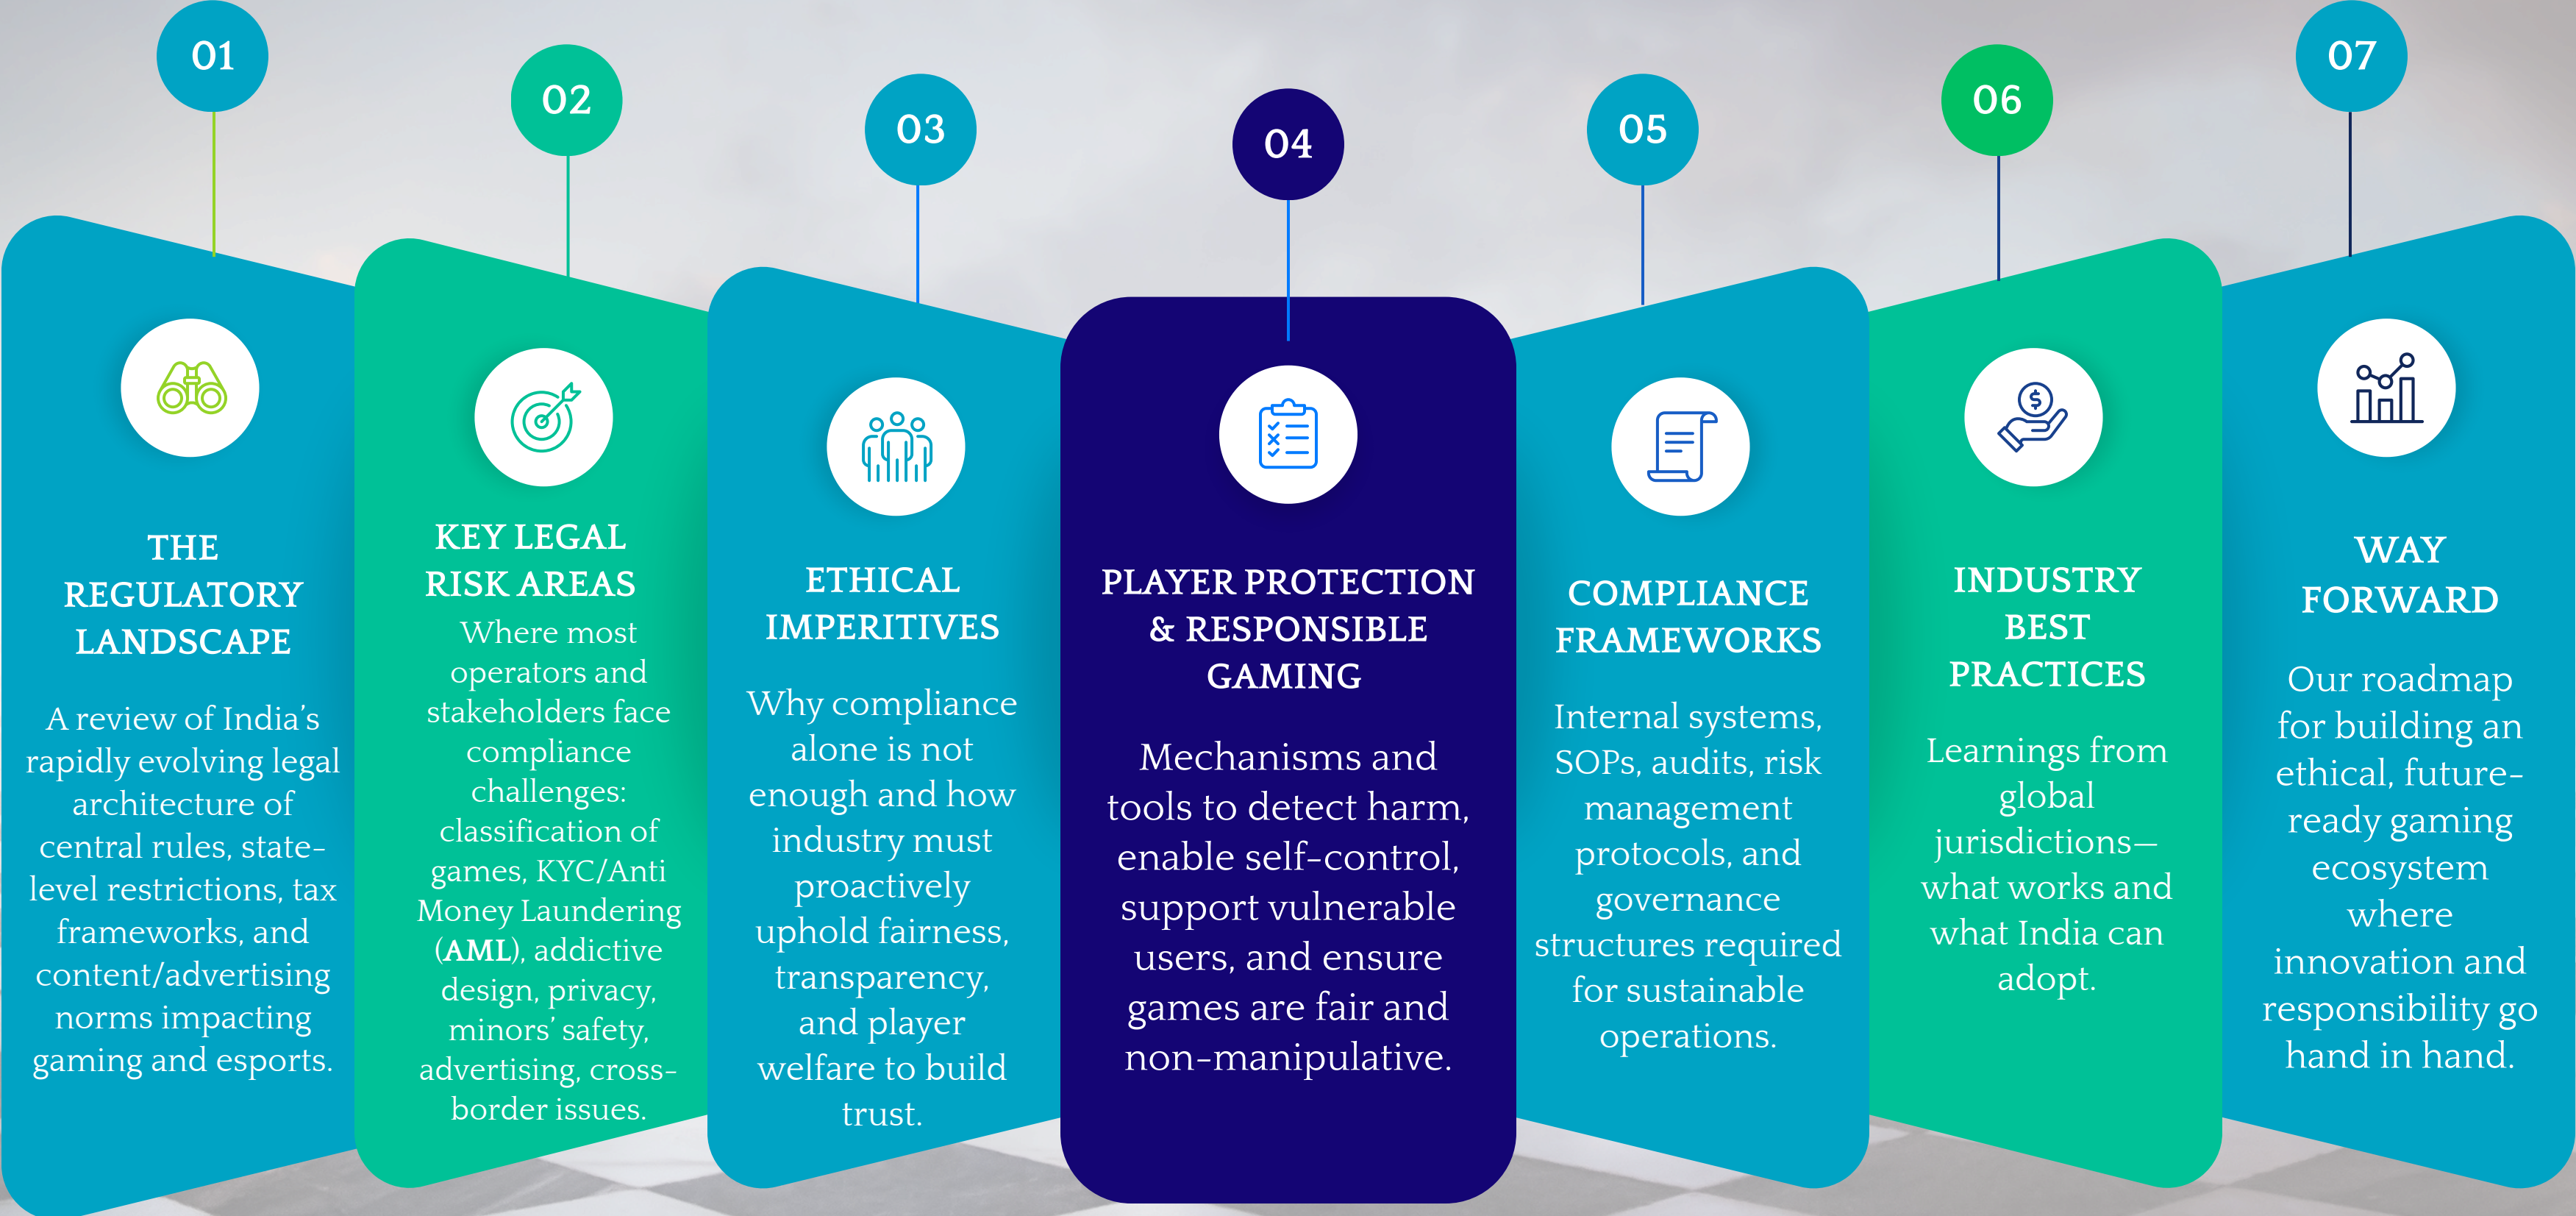 01
THE
REGULATORY
LANDSCAPE
A review of India's
rapidly evolving legal
architecture of
central rules, state-
level restrictions, tax
frameworks, and
content/advertising
norms impacting
gaming and esports.
02
KEY LEGAL
RISK AREAS
Where most
operators and
stakeholders face
compliance
challenges:
classification of
games, KYC/Anti
Money Laundering
(AML), addictive
design, privacy,
minors' safety,
advertising, cross-
border issues.
03
ETHICAL
IMPERITIVES
Why compliance
alone is not
enough and how
industry must
proactively
uphold fairness,
transparency,
and player
welfare to build
trust.
04
PLAYER PROTECTION
& RESPONSIBLE
GAMING
Mechanisms and
tools to detect harm,
enable self-control,
support vulnerable
users, and ensure
games are fair and
non-manipulative.
05
COMPLIANCE
FRAMEWORKS
Internal systems,
SOPs, audits, risk
management
protocols, and
governance
structures required
for sustainable
operations.
06
INDUSTRY
BEST
PRACTICES
Learnings from
global
jurisdictions—
what works and
what India can
adopt.
07
WAY
FORWARD
Our roadmap
for building an
ethical, future-
ready gaming
ecosystem
where
innovation and
responsibility go
hand in hand.